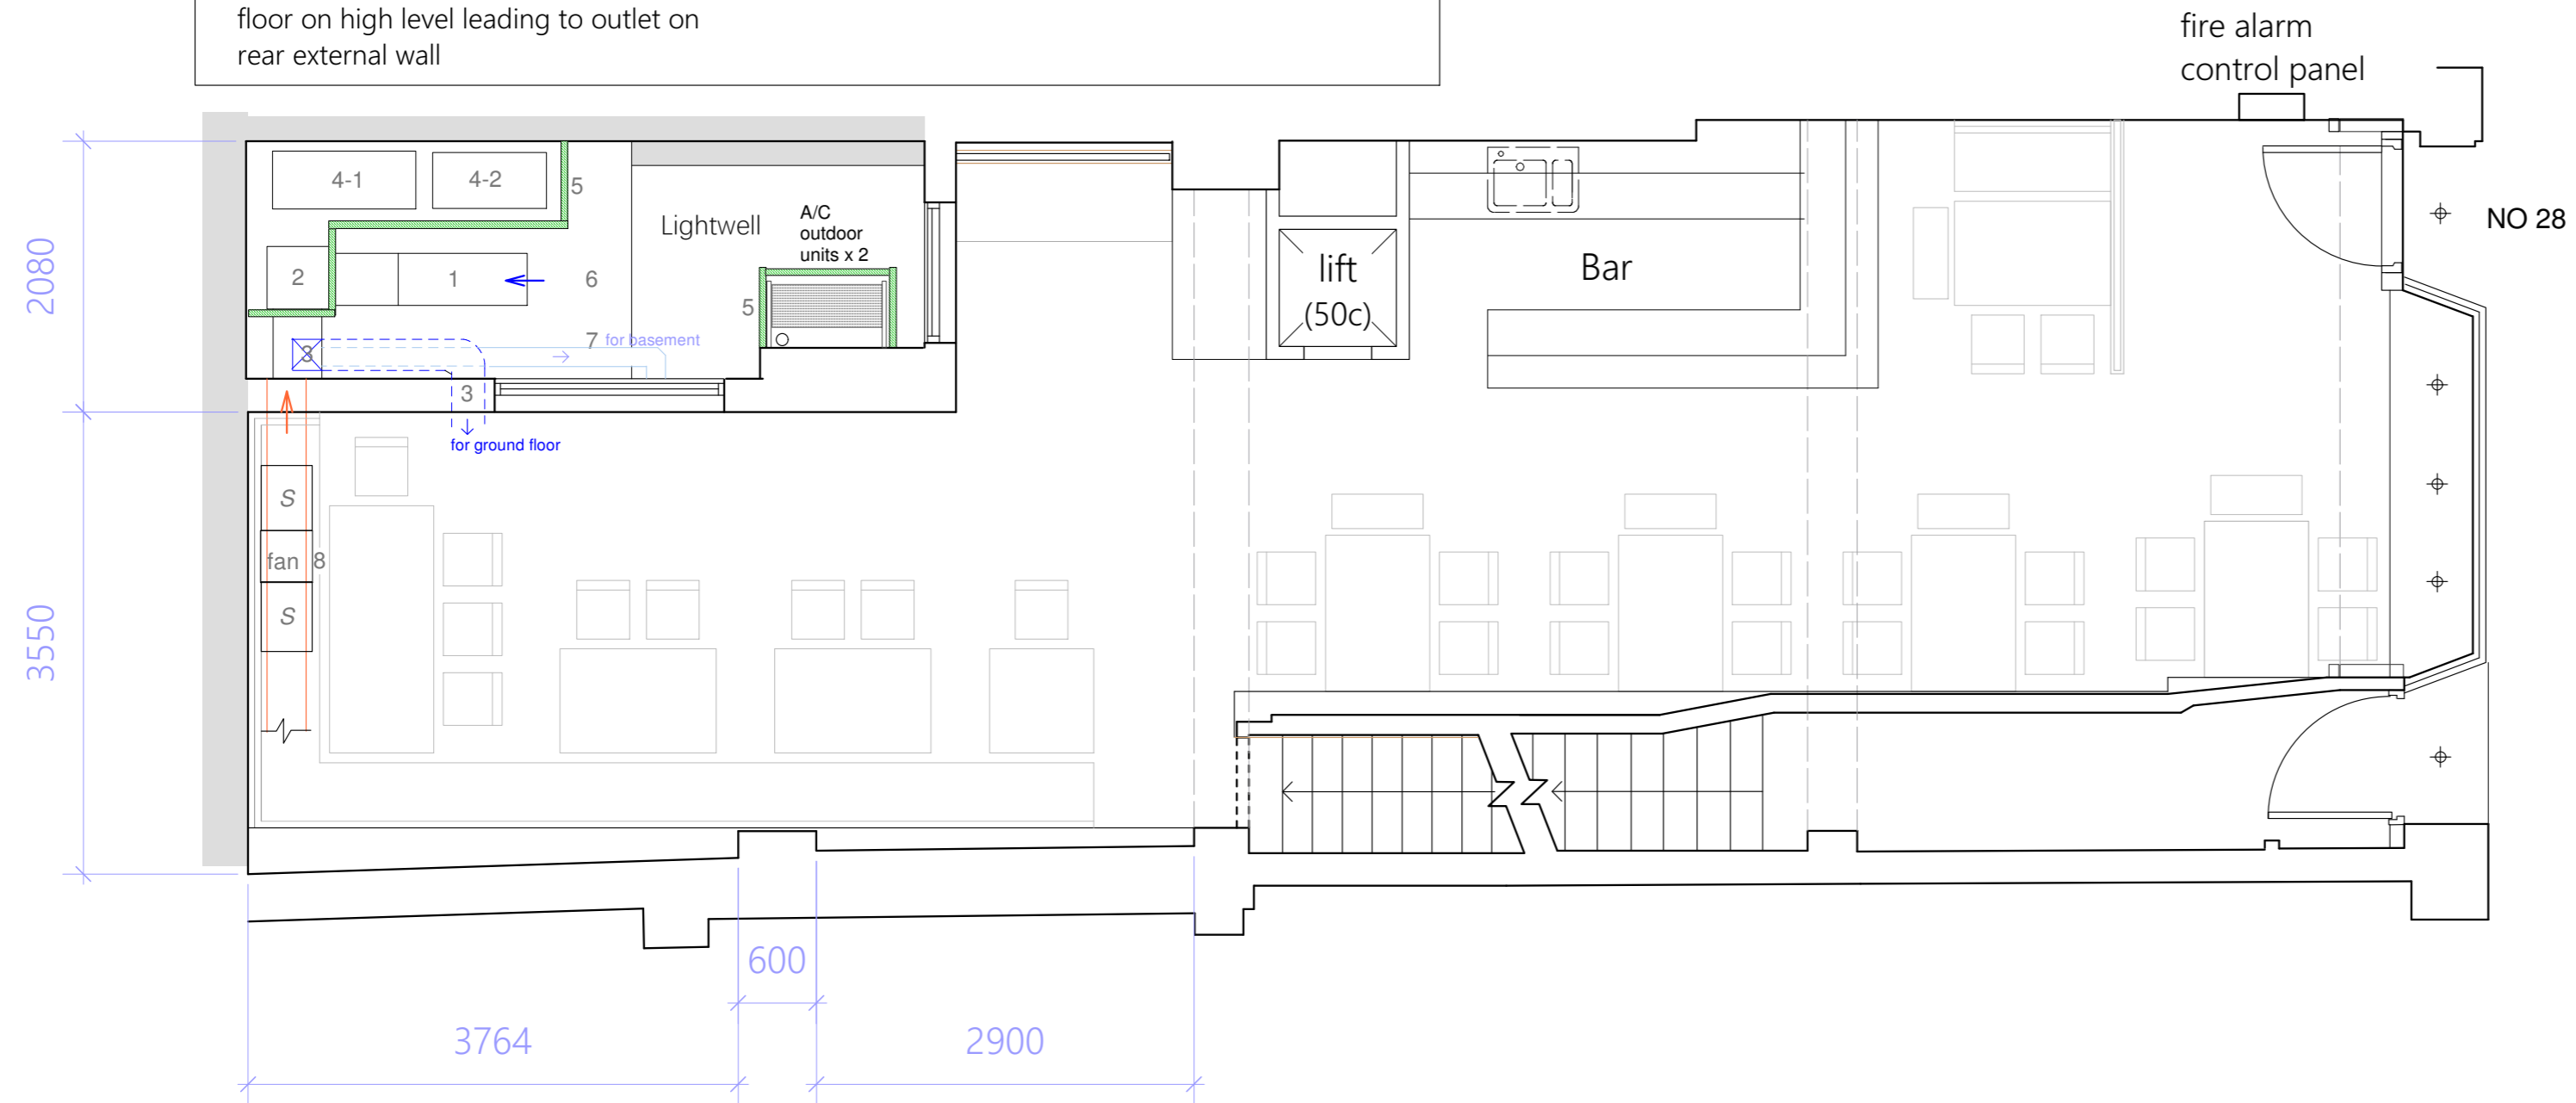 floor on high level leading to outlet on
rear external wall
fire alarm
control panel
4-1
4-2
5
Lightwell
A/C
outdoor
units x 2
NO 28
2080
2
1
6
5
lift
(50c)
Bar
7
for basement
3
3
for ground floor
S
fan
8
S
3550
600
3764
2900